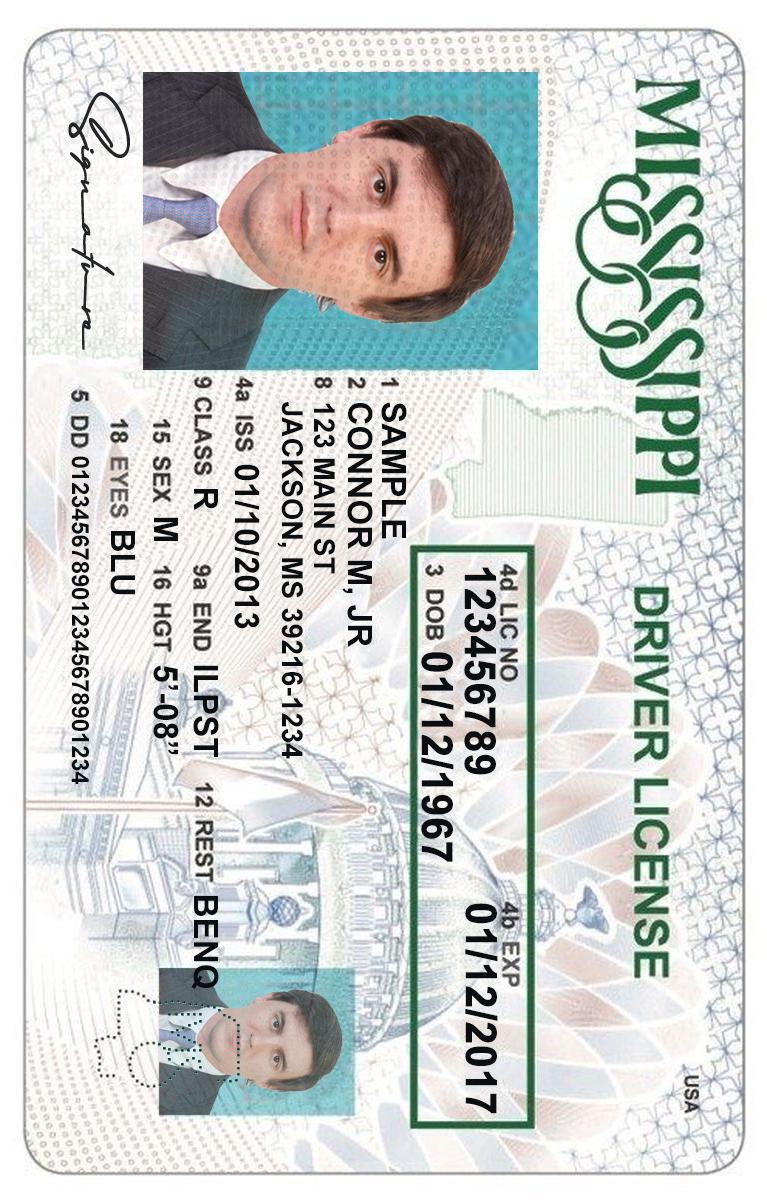 MISSISSIPPI DRIVER LICENSE
USA
4d LIC NO 4b EXP
123456789 01/12/2017
3 DOB 01/12/1967
1 SAMPLE
2 CONNOR M, JR
8 123 MAIN ST
JACKSON, MS 39216-1234
4a ISS 01/10/2013
9 CLASS R 9a END ILPST 12 REST BENQ
15 SEX M 16 HGT 5'-08”
18 EYES BLU
5 DD 0123456789012345678901234
Signature